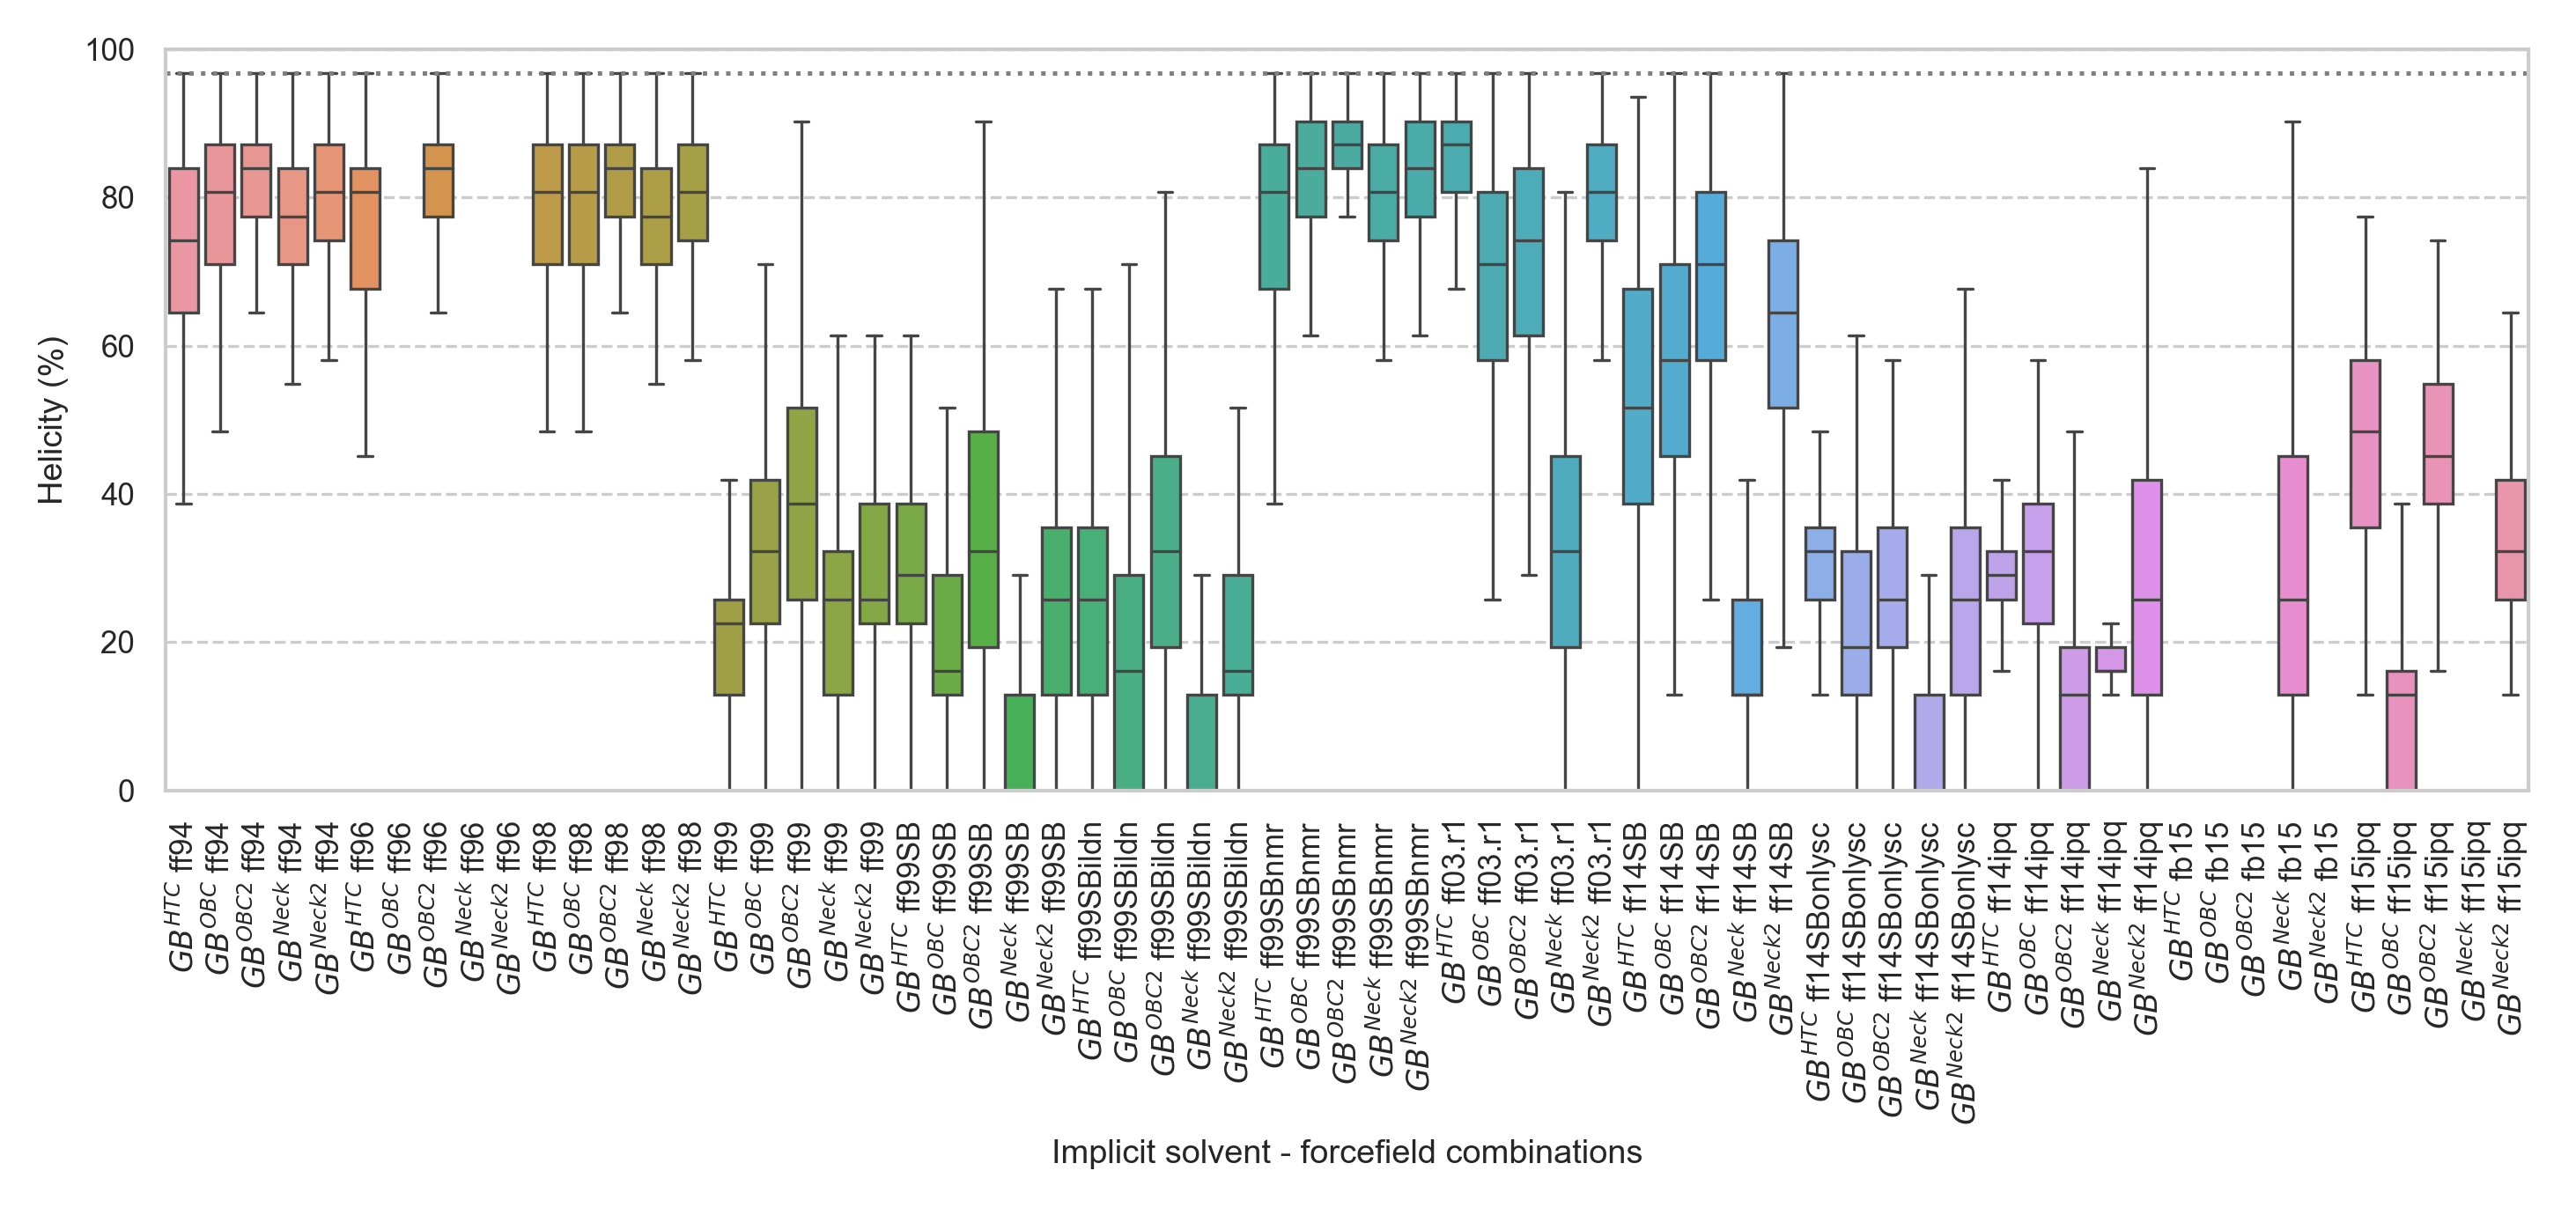 100
80
60
40
20
0
Helicity (%)
GB^HTC ff94
GB^OBC ff94
GB^OBC2 ff94
GB^Neck ff94
GB^Neck2 ff94
GB^HTC ff96
GB^OBC ff96
GB^OBC2 ff96
GB^Neck ff96
GB^Neck2 ff96
GB^HTC ff98
GB^OBC ff98
GB^OBC2 ff98
GB^Neck ff98
GB^Neck2 ff98
GB^HTC ff99
GB^OBC ff99
GB^OBC2 ff99
GB^Neck ff99
GB^Neck2 ff99
GB^HTC ff99SB
GB^OBC ff99SB
GB^OBC2 ff99SB
GB^Neck ff99SB
GB^Neck2 ff99SB
GB^HTC ff99SBildn
GB^OBC ff99SBildn
GB^OBC2 ff99SBildn
GB^Neck ff99SBildn
GB^Neck2 ff99SBildn
GB^HTC ff99SBnmr
GB^OBC ff99SBnmr
GB^OBC2 ff99SBnmr
GB^Neck ff99SBnmr
GB^Neck2 ff99SBnmr
GB^HTC ff03.r1
GB^OBC ff03.r1
GB^OBC2 ff03.r1
GB^Neck ff03.r1
GB^Neck2 ff03.r1
GB^HTC ff14SB
GB^OBC ff14SB
GB^OBC2 ff14SB
GB^Neck ff14SB
GB^Neck2 ff14SB
GB^HTC ff14SBonlysc
GB^OBC ff14SBonlysc
GB^OBC2 ff14SBonlysc
GB^Neck ff14SBonlysc
GB^Neck2 ff14SBonlysc
GB^HTC ff14ipq
GB^OBC ff14ipq
GB^OBC2 ff14ipq
GB^Neck ff14ipq
GB^Neck2 ff14ipq
GB^HTC fb15
GB^OBC fb15
GB^OBC2 fb15
GB^Neck fb15
GB^Neck2 fb15
GB^HTC ff15ipq
GB^OBC ff15ipq
GB^OBC2 ff15ipq
GB^Neck ff15ipq
GB^Neck2 ff15ipq
Implicit solvent - forcefield combinations